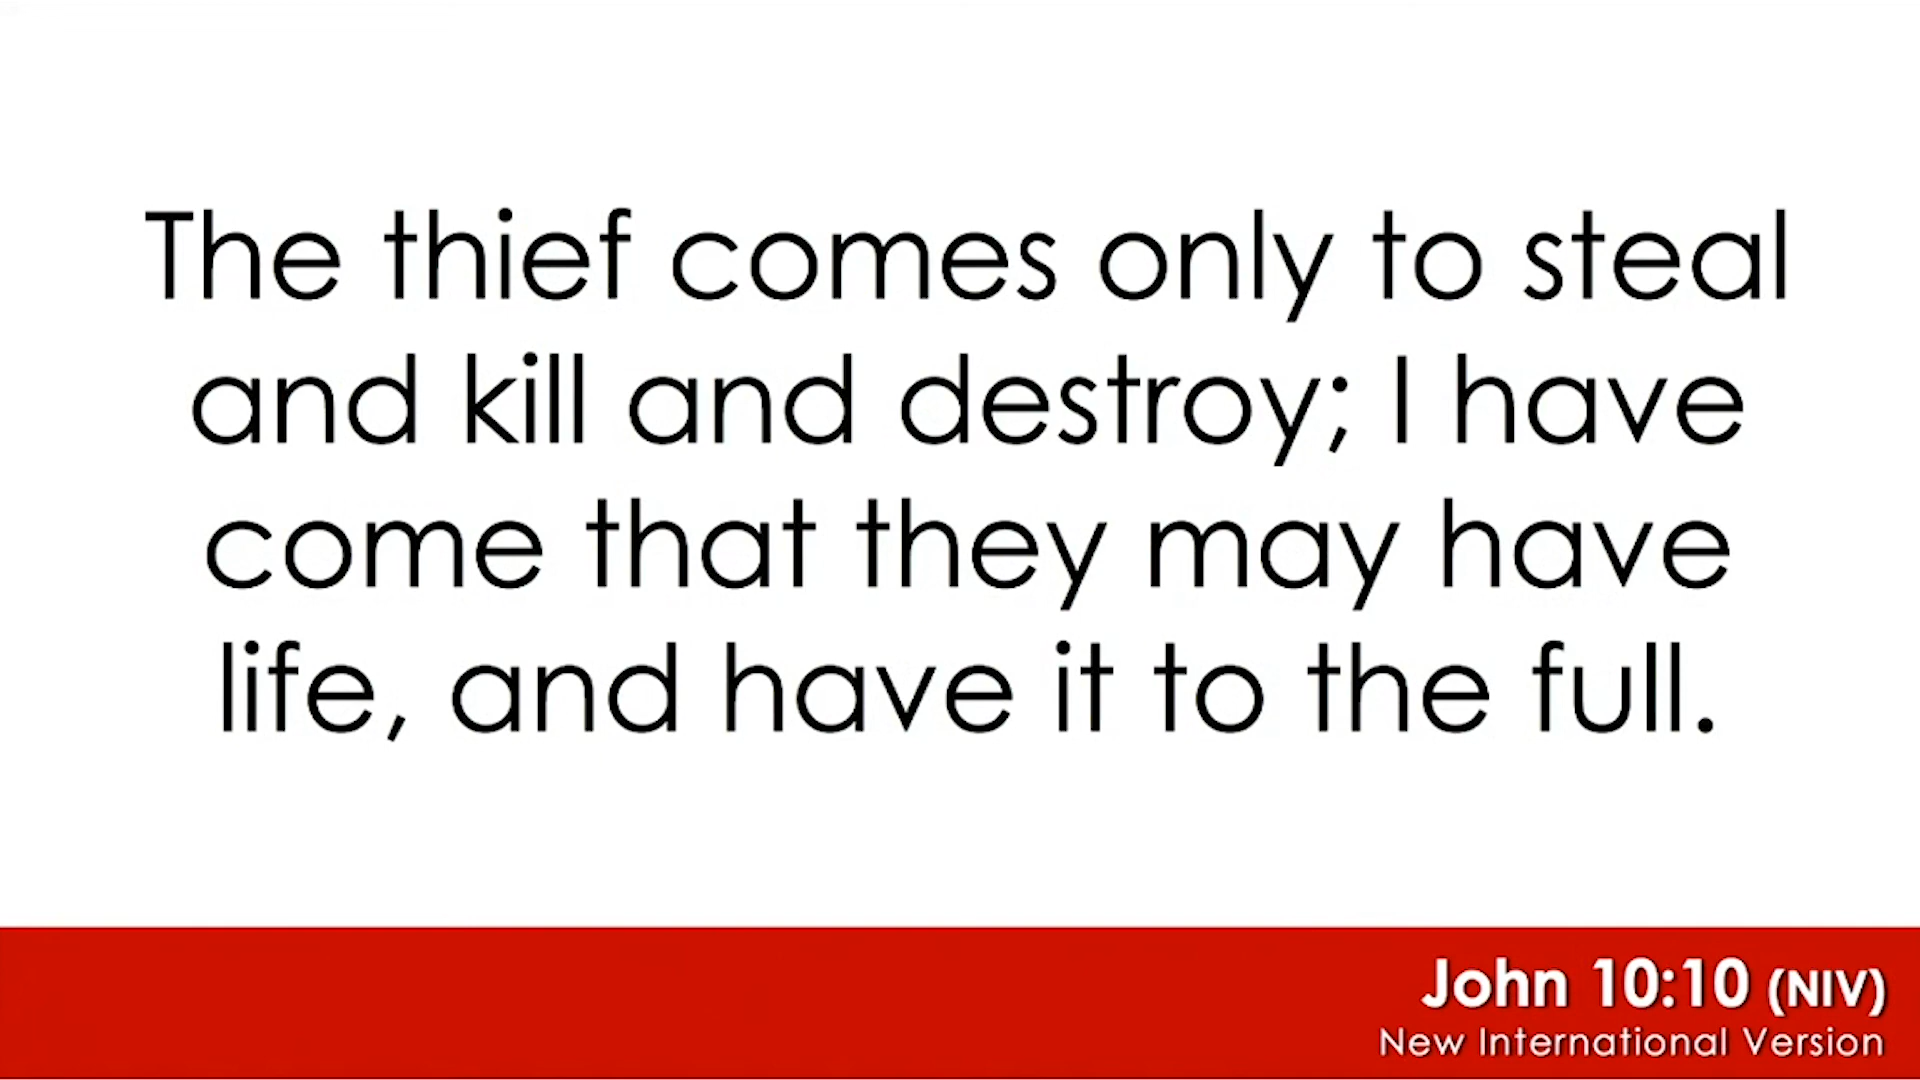 The thief comes only to steal
and kill and destroy; I have
come that they may have
life, and have it to the full.
John 10:10 (NIV)
New International Version